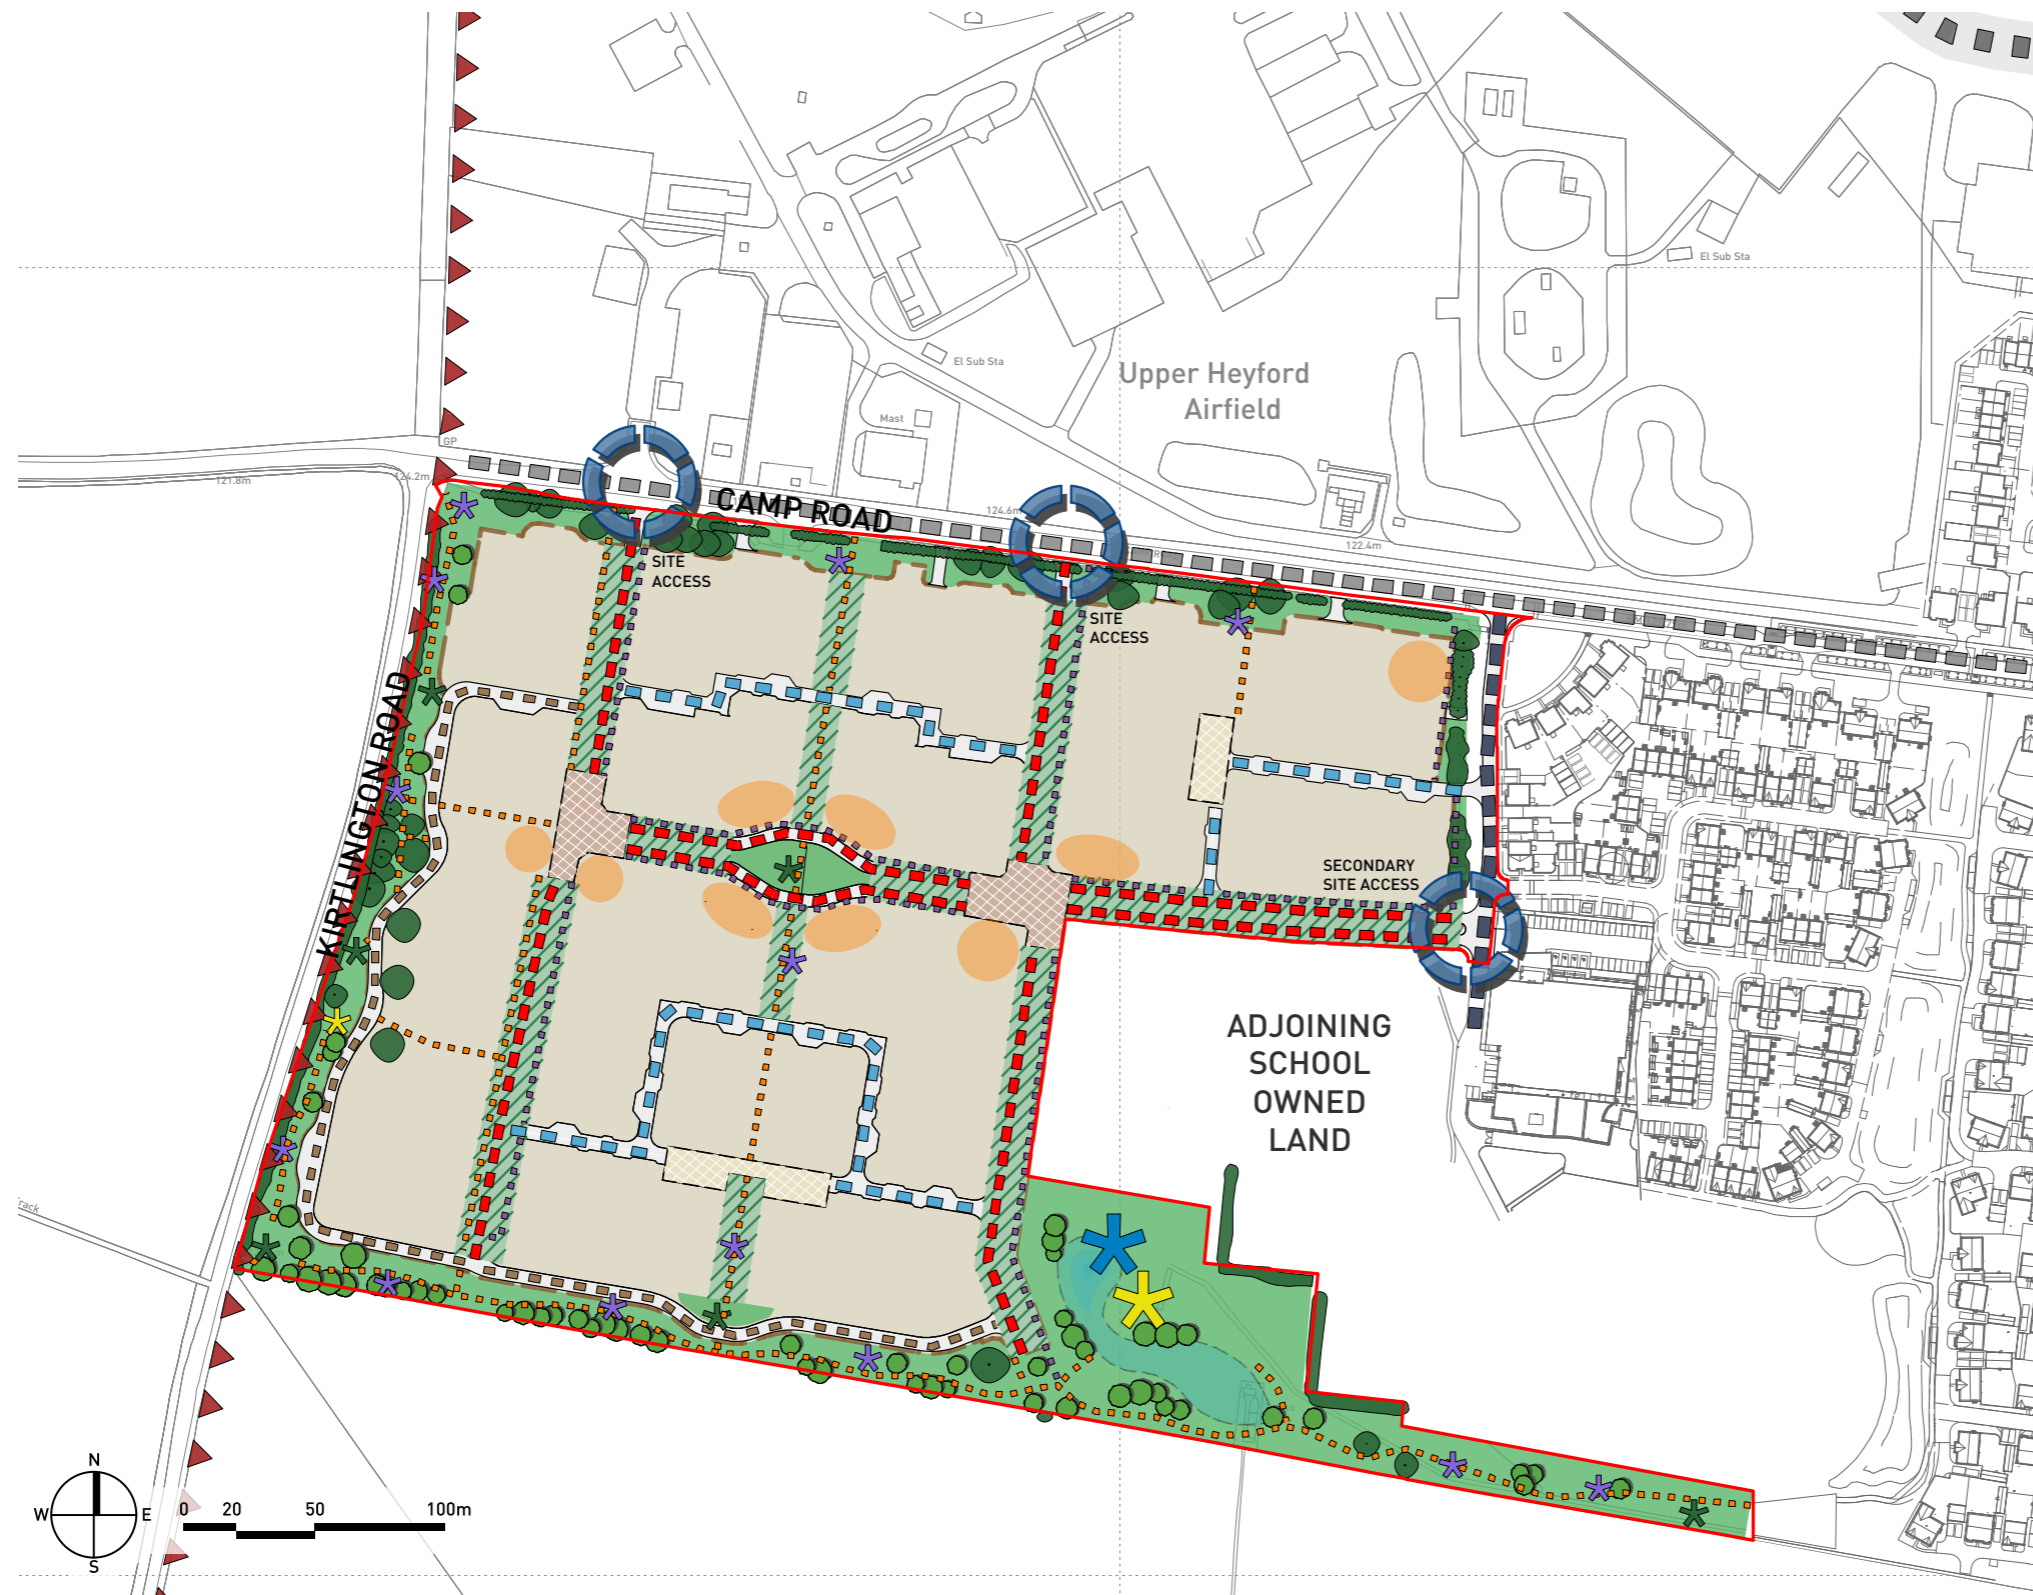 El Sub Sta
El Sub Sta
Upper Heyford
Airfield
Mast
GP
124.2m
121.8m
CAMP ROAD
124.6m
122.4m
SITE
ACCESS
SITE
ACCESS
KIRTLINGTON ROAD
SECONDARY
SITE ACCESS
ADJOINING
SCHOOL
OWNED
LAND
N
W E
S
0 20 50 100m